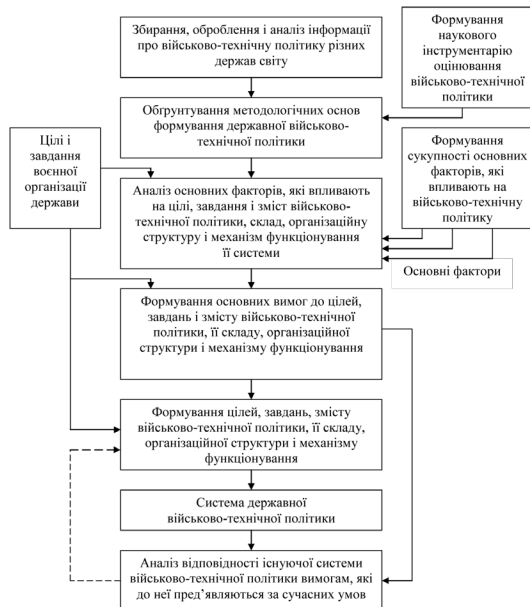 Збирання, оброблення і аналіз інформації
про військово-технічну політику різних
держав світу
Формування
наукового
інструментарію
оцінювання
військово-технічної
політики
Обґрунтування методологічних основ
формування державної військово-
технічної політики
Цілі і
завдання
воєнної
організації
держави
Формування
сукупності основних
факторів, які
впливають на
військово-технічну
політику
Аналіз основних факторів, які впливають
на цілі, завдання і зміст військово-
технічної політики, склад, організаційну
структуру і механізм функціонування
її системи
Основні фактори
Формування основних вимог до цілей,
завдань і змісту військово-технічної
політики, її складу, організаційної
структури і механізму функціонування
Формування цілей, завдань, змісту
військово-технічної політики, її складу,
організаційної структури і механізму
функціонування
Система державної
військово-технічної політики
Аналіз відповідності існуючої системи
військово-технічної політики вимогам, які
до неї пред’являються за сучасних умов